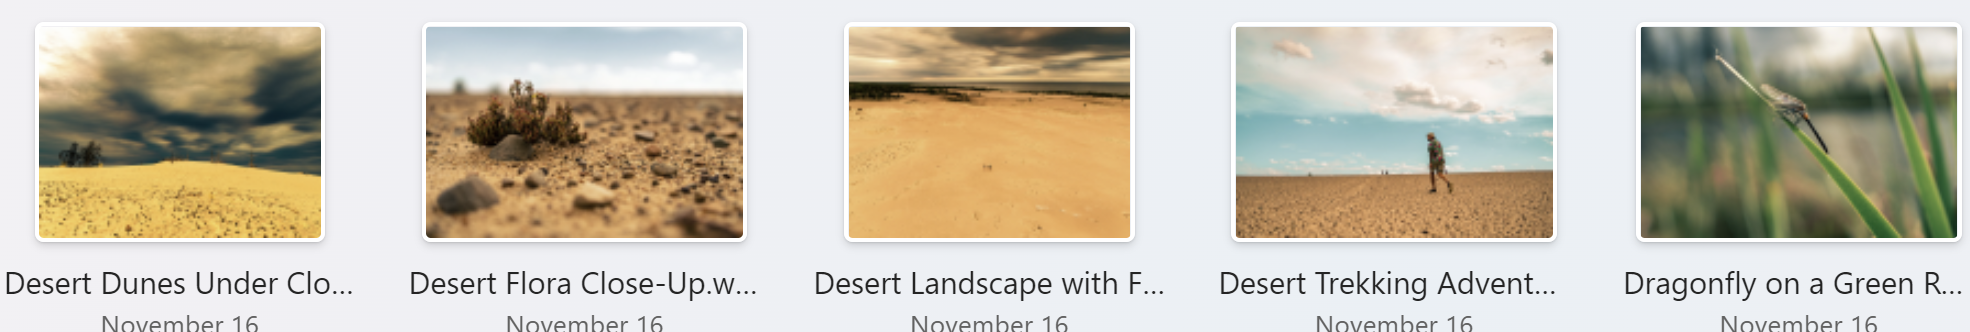 Desert Dunes Under Clo...
Desert Flora Close-Up.w...
Desert Landscape with F...
Desert Trekking Advent...
Dragonfly on a Green R...
November 16
November 16
November 16
November 16
November 16